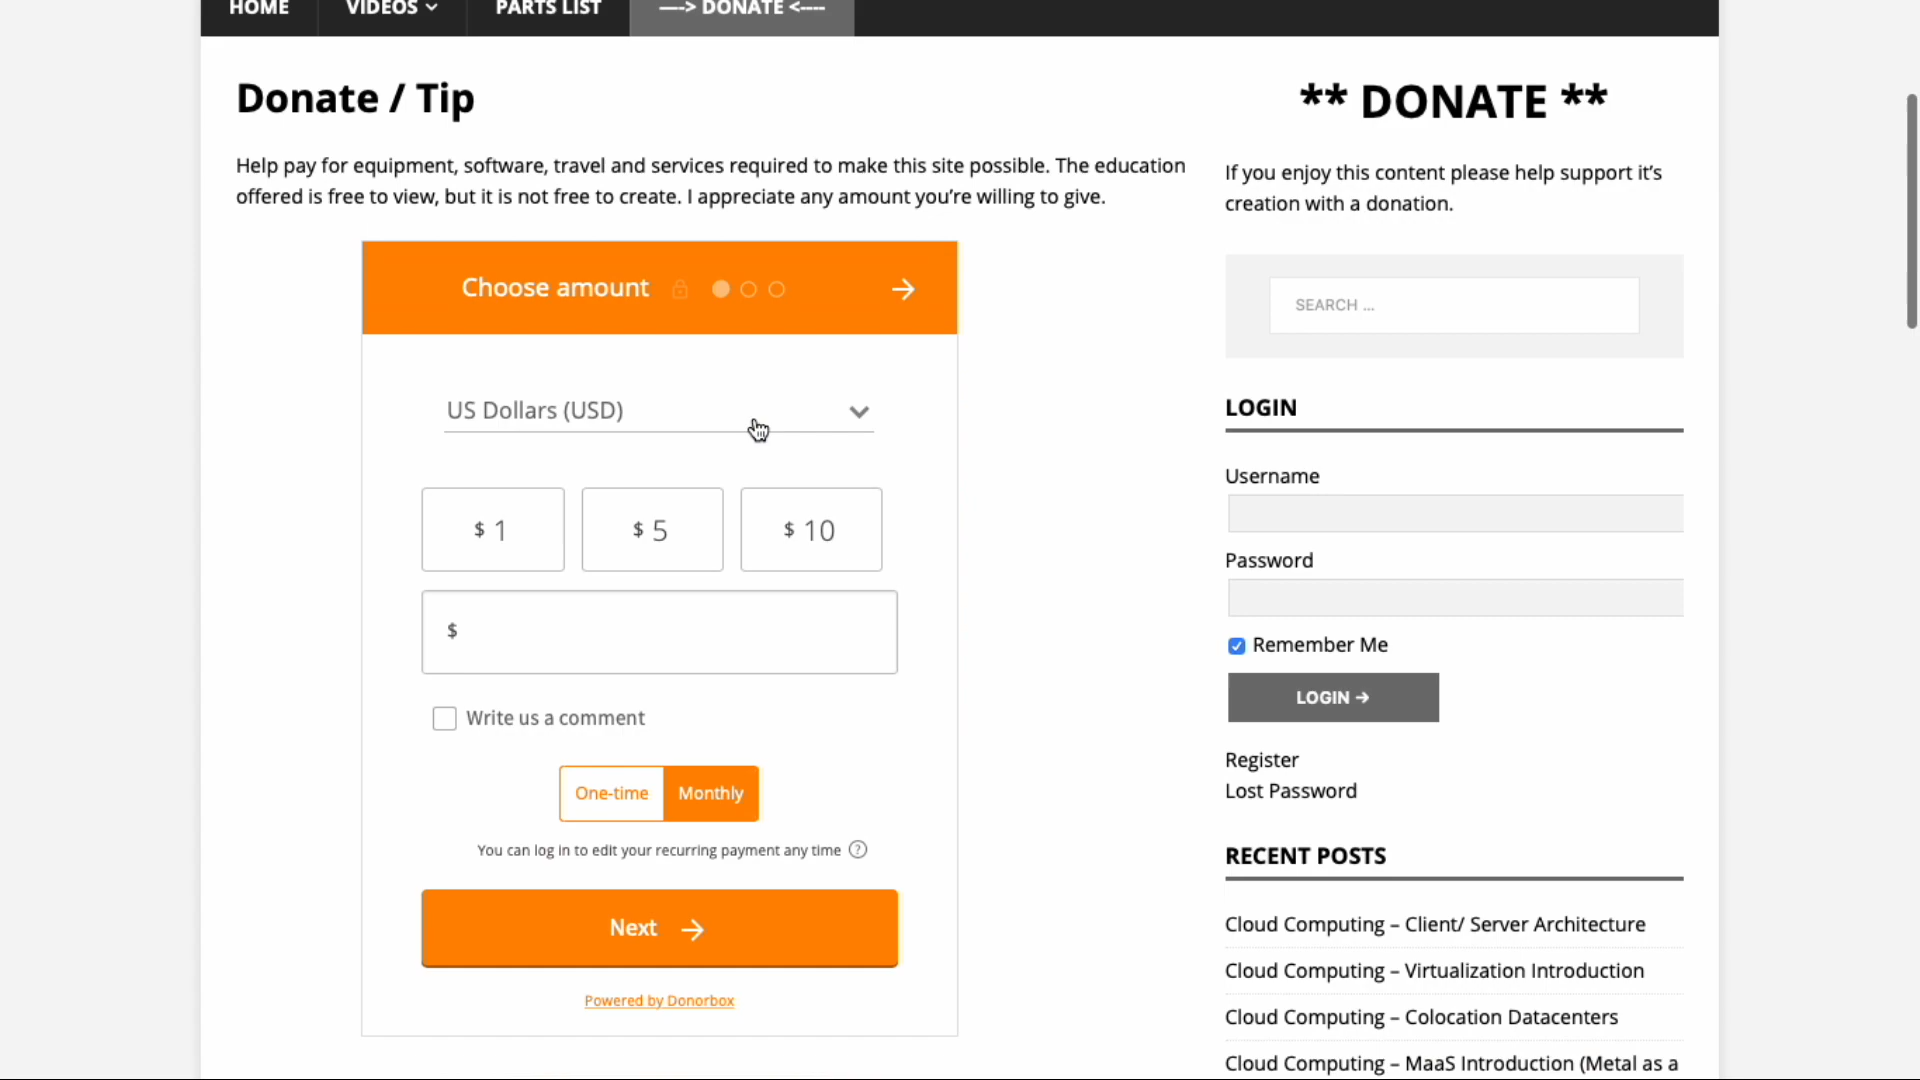 HOME
VIDEOS
PARTS LIST
—-> DONATE <—-
Donate / Tip
Help pay for equipment, software, travel and services required to make this site possible. The education
offered is free to view, but it is not free to create. I appreciate any amount you're willing to give.
Choose amount
US Dollars (USD)
$ 1
$ 5
$ 10
$
Write us a comment
One-time
Monthly
You can log in to edit your recurring payment any time ?
Next →
Powered by Donorbox
** DONATE **
If you enjoy this content please help support it's
creation with a donation.
SEARCH ...
LOGIN
Username
Password
Remember Me
LOGIN →
Register
Lost Password
RECENT POSTS
Cloud Computing – Client/ Server Architecture
Cloud Computing – Virtualization Introduction
Cloud Computing – Colocation Datacenters
Cloud Computing – MaaS Introduction (Metal as a